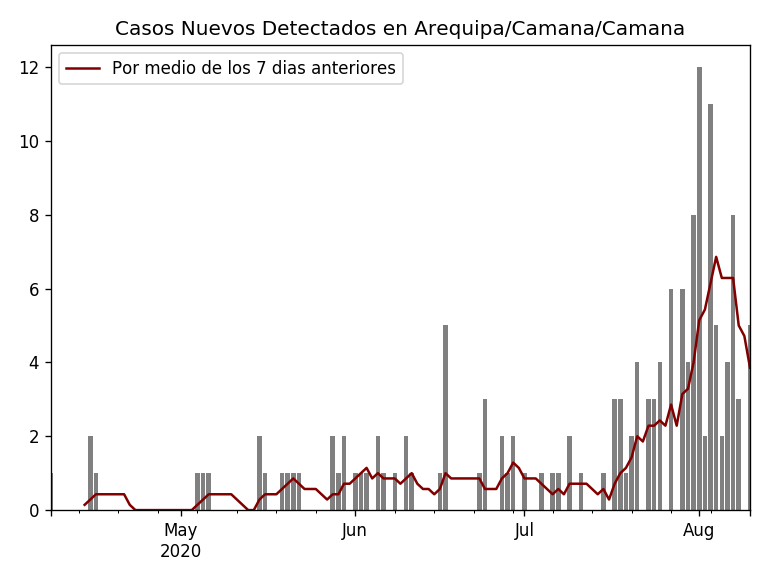 Casos Nuevos Detectados en Arequipa/Camana/Camana
Por medio de los 7 dias anteriores
12
10
8
6
4
2
0
May
2020
Jun
Jul
Aug